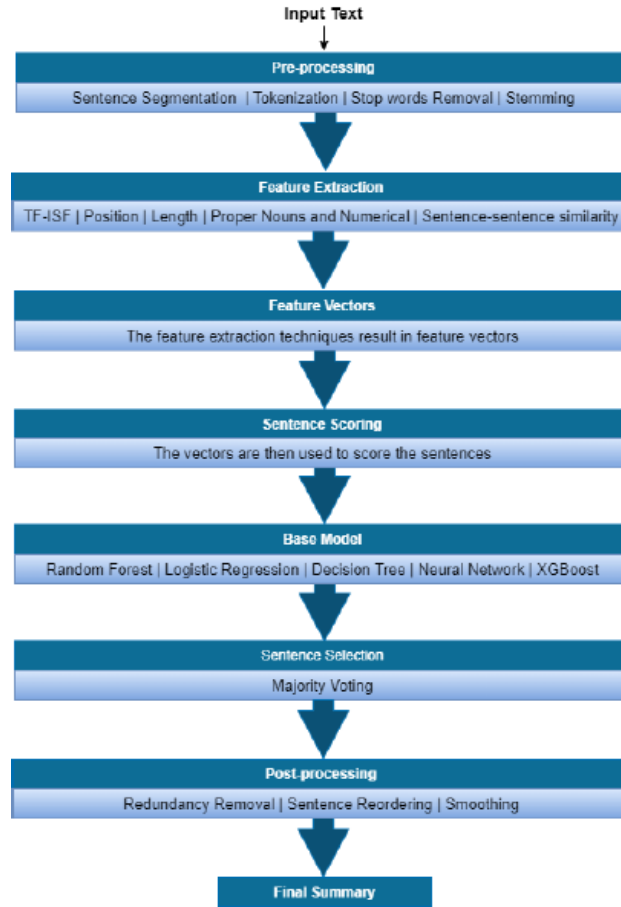 Input Text
Pre-processing
Sentence Segmentation | Tokenization | Stop words Removal | Stemming
Feature Extraction
TF-ISF | Position | Length | Proper Nouns and Numerical | Sentence-sentence similarity
Feature Vectors
The feature extraction techniques result in feature vectors
Sentence Scoring
The vectors are then used to score the sentences
Base Model
Random Forest | Logistic Regression | Decision Tree | Neural Network | XGBoost
Sentence Selection
Majority Voting
Post-processing
Redundancy Removal | Sentence Reordering | Smoothing
Final Summary